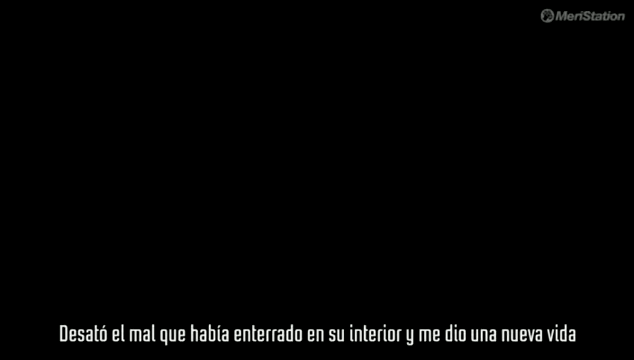 MeriStation
Desató el mal que había enterrado en su interior y me dio una nueva vida